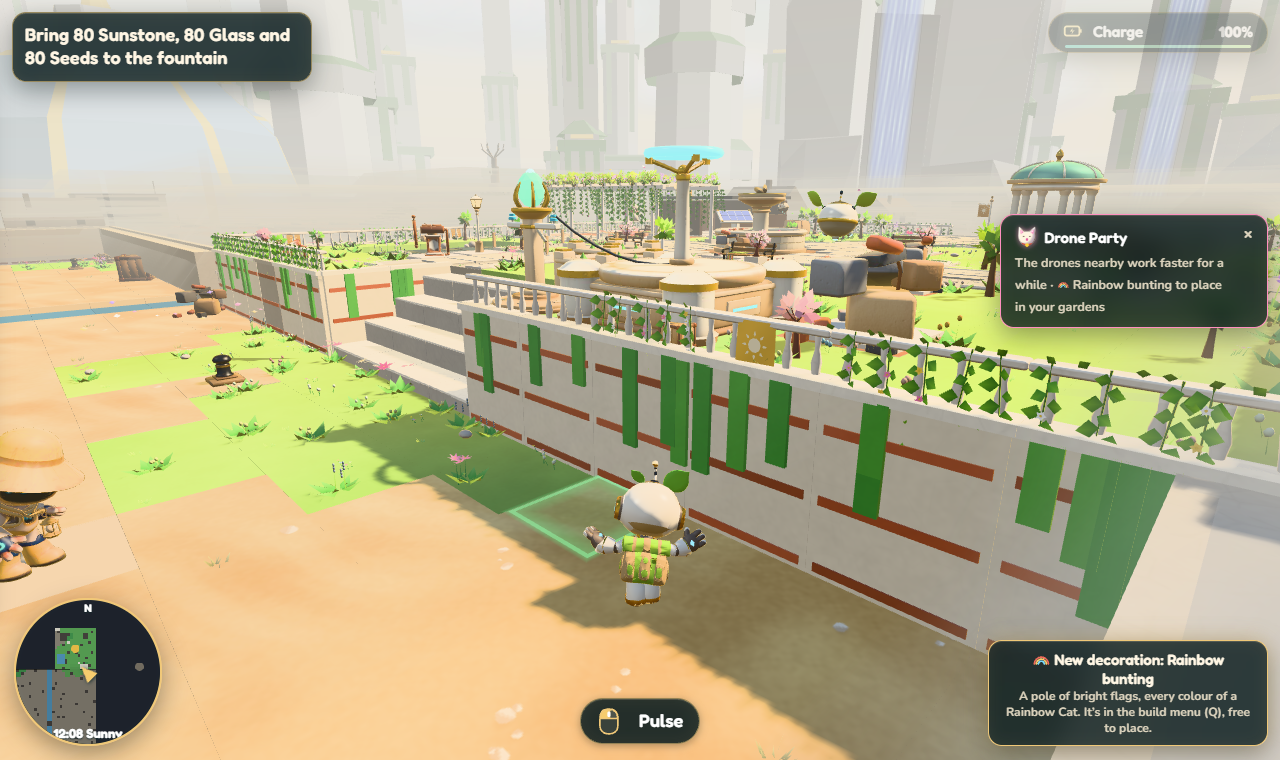 Bring 80 Sunstone, 80 Glass and
80 Seeds to the fountain
Charge 100%
Drone Party ×
The drones nearby work faster for a
while · 🌈 Rainbow bunting to place
in your gardens
N
12:08 Sunny
Pulse
🌈 New decoration: Rainbow
bunting
A pole of bright flags, every colour of a
Rainbow Cat. It's in the build menu (Q), free
to place.